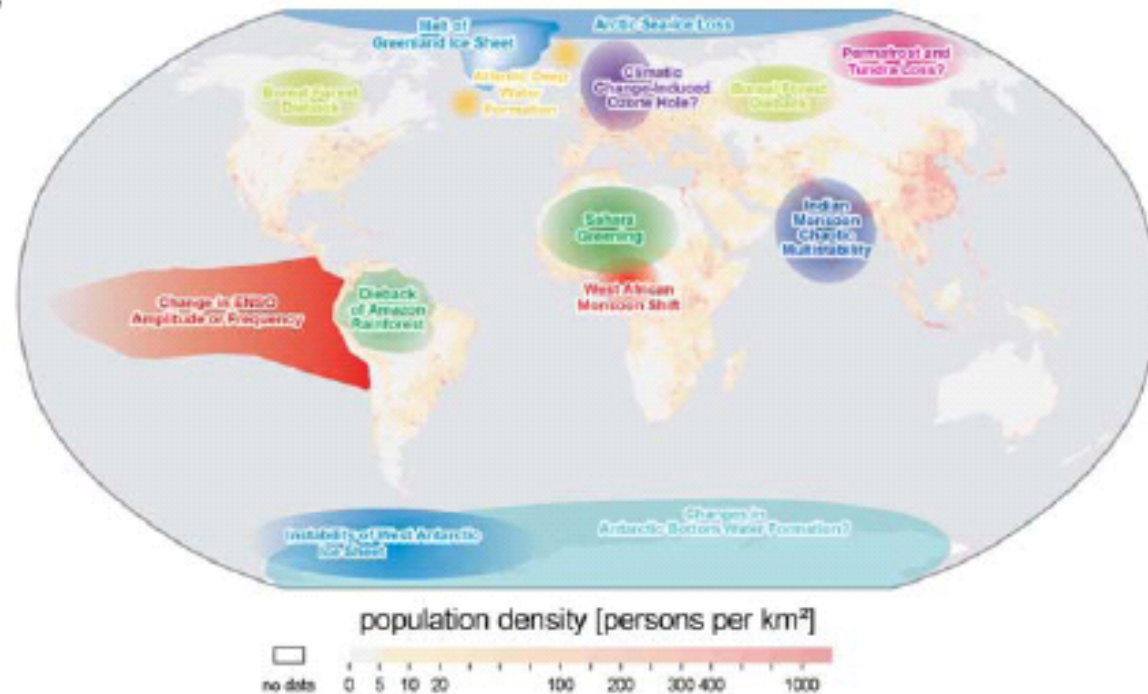 Melt of
Greenland Ice Sheet
Arctic Sea-Ice Loss
Atlantic Deep
Water
Formation
Climatic
Change-Induced
Ozone Hole?
Boreal Forest
Dieback
Boreal Forest
Dieback
Permafrost and
Tundra Loss?
Sahara
Greening
Indian
Monsoon
Chaotic
Multistability
West African
Monsoon Shift
Change in ENSO
Amplitude or Frequency
Dieback
of Amazon
Rainforest
Instability of West Antarctic
Ice Sheet
Changes in
Antarctic Bottom Water Formation?
population density [persons per km²]
no data 0 5 10 20 100 200 300 400 1000